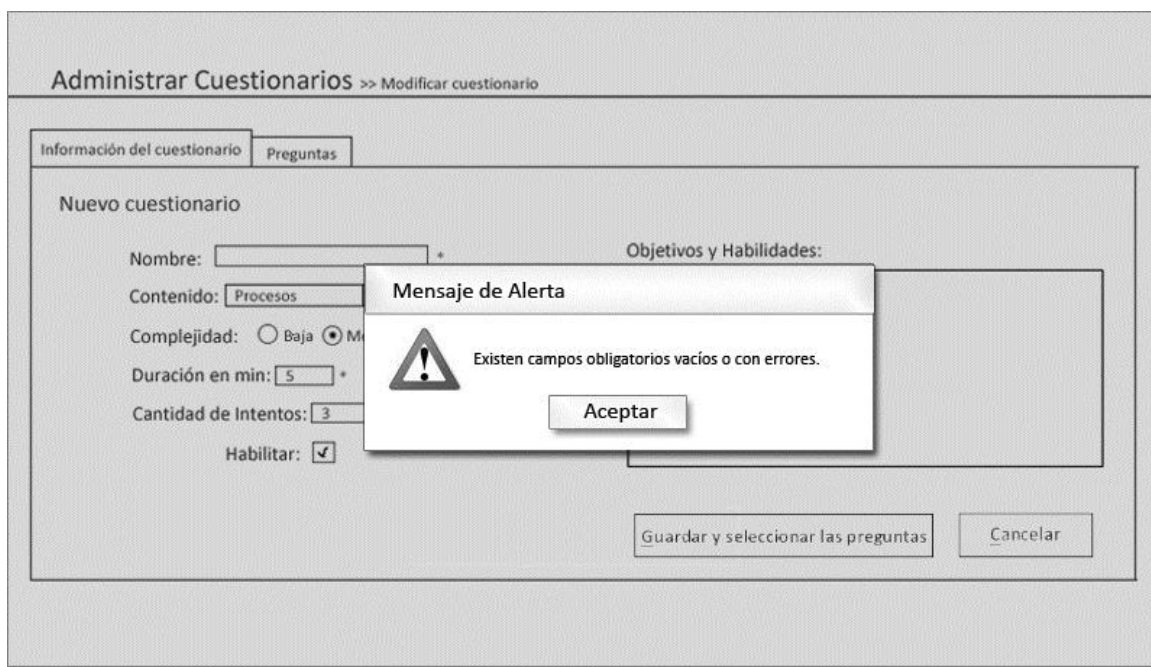 Administrar Cuestionarios >> Modificar cuestionario
Información del cuestionario
Preguntas
Nuevo cuestionario
Nombre: *
Objetivos y Habilidades:
Contenido: Procesos
Complejidad: Baja
Duración en min: 5 *
Cantidad de Intentos: 3
Habilitar:
Mensaje de Alerta
Existen campos obligatorios vacíos o con errores.
Aceptar
Guardar y seleccionar las preguntas
Cancelar